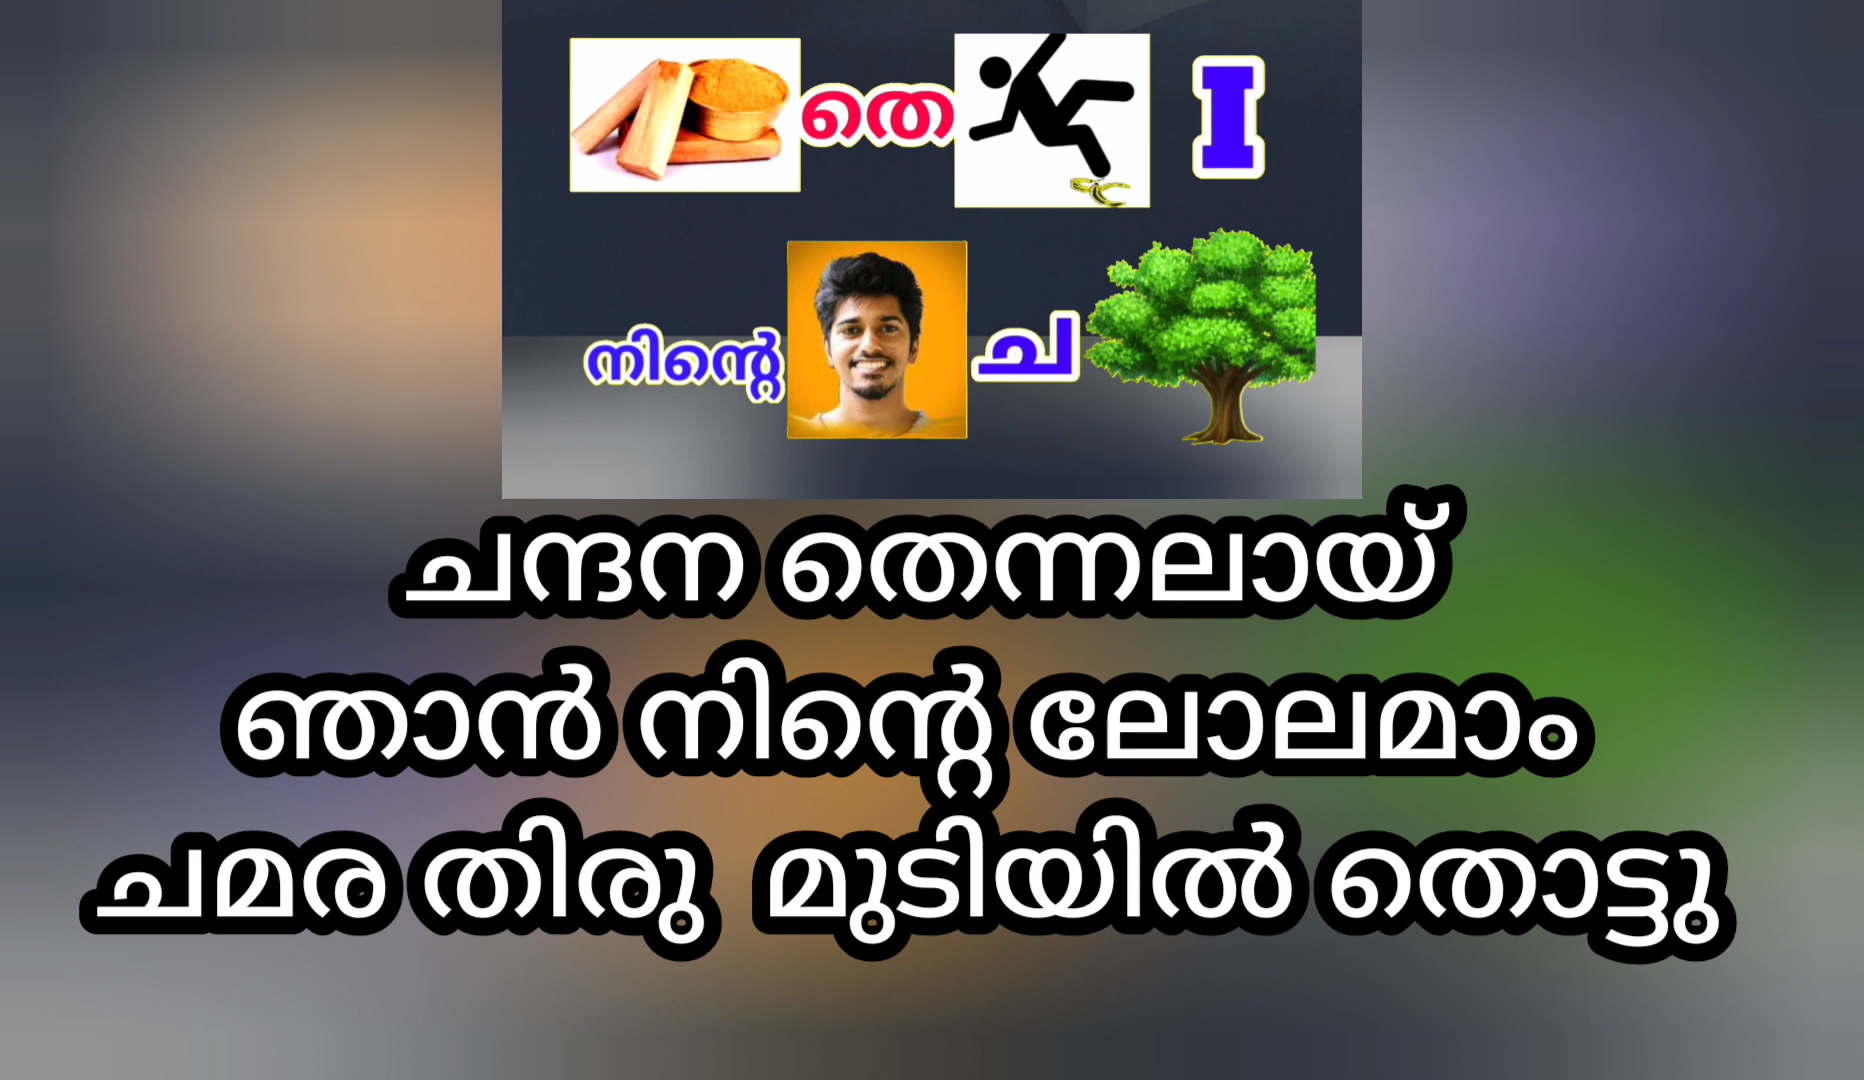 തെ I
നിന്റെ ച
ചന്ദന തെന്നലായ്
ഞാൻ നിന്റെ ലോലമാം
ചമര തിരു മുടിയിൽ തൊട്ടു